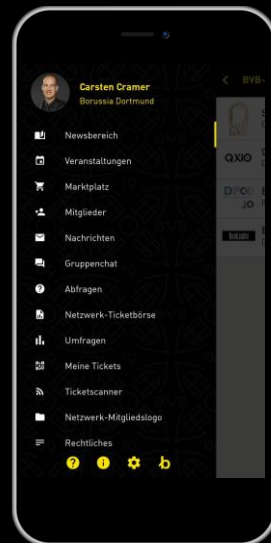 Carsten Cramer
Borussia Dortmund
BVB-
Newsbereich
Veranstaltungen
Marktplatz
QXIO
Mitglieder
Nachrichten
Gruppenchat
Abfragen
Netzwerk-Ticketbörse
Umfragen
Meine Tickets
Ticketscanner
Netzwerk-Mitgliedslogo
Rechtliches